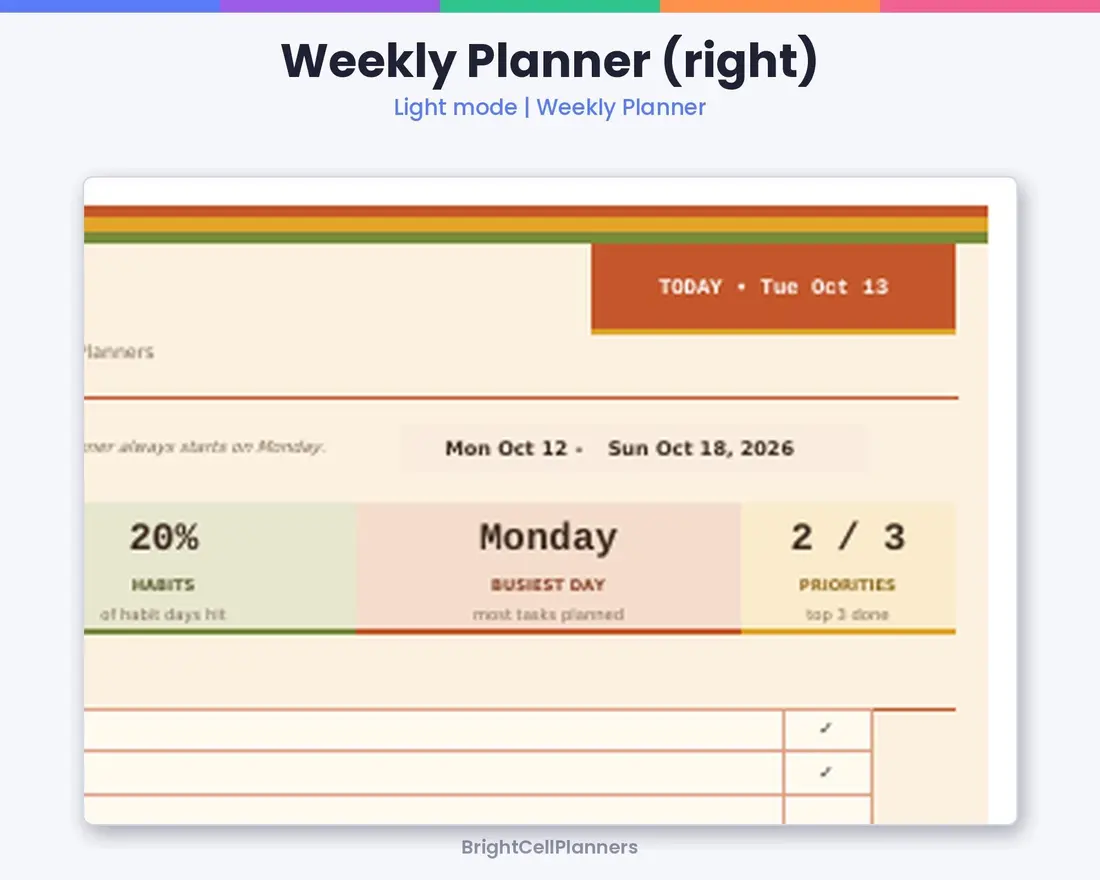 Weekly Planner (right)
Light mode | Weekly Planner
TODAY • Tue Oct 13
Planners
always starts on Monday.
Mon Oct 12 - Sun Oct 18, 2026
20% Monday 2 / 3
HABITS BUSIEST DAY PRIORITIES
of habit days hit most tasks planned top 3 done
✓
✓
BrightCellPlanners